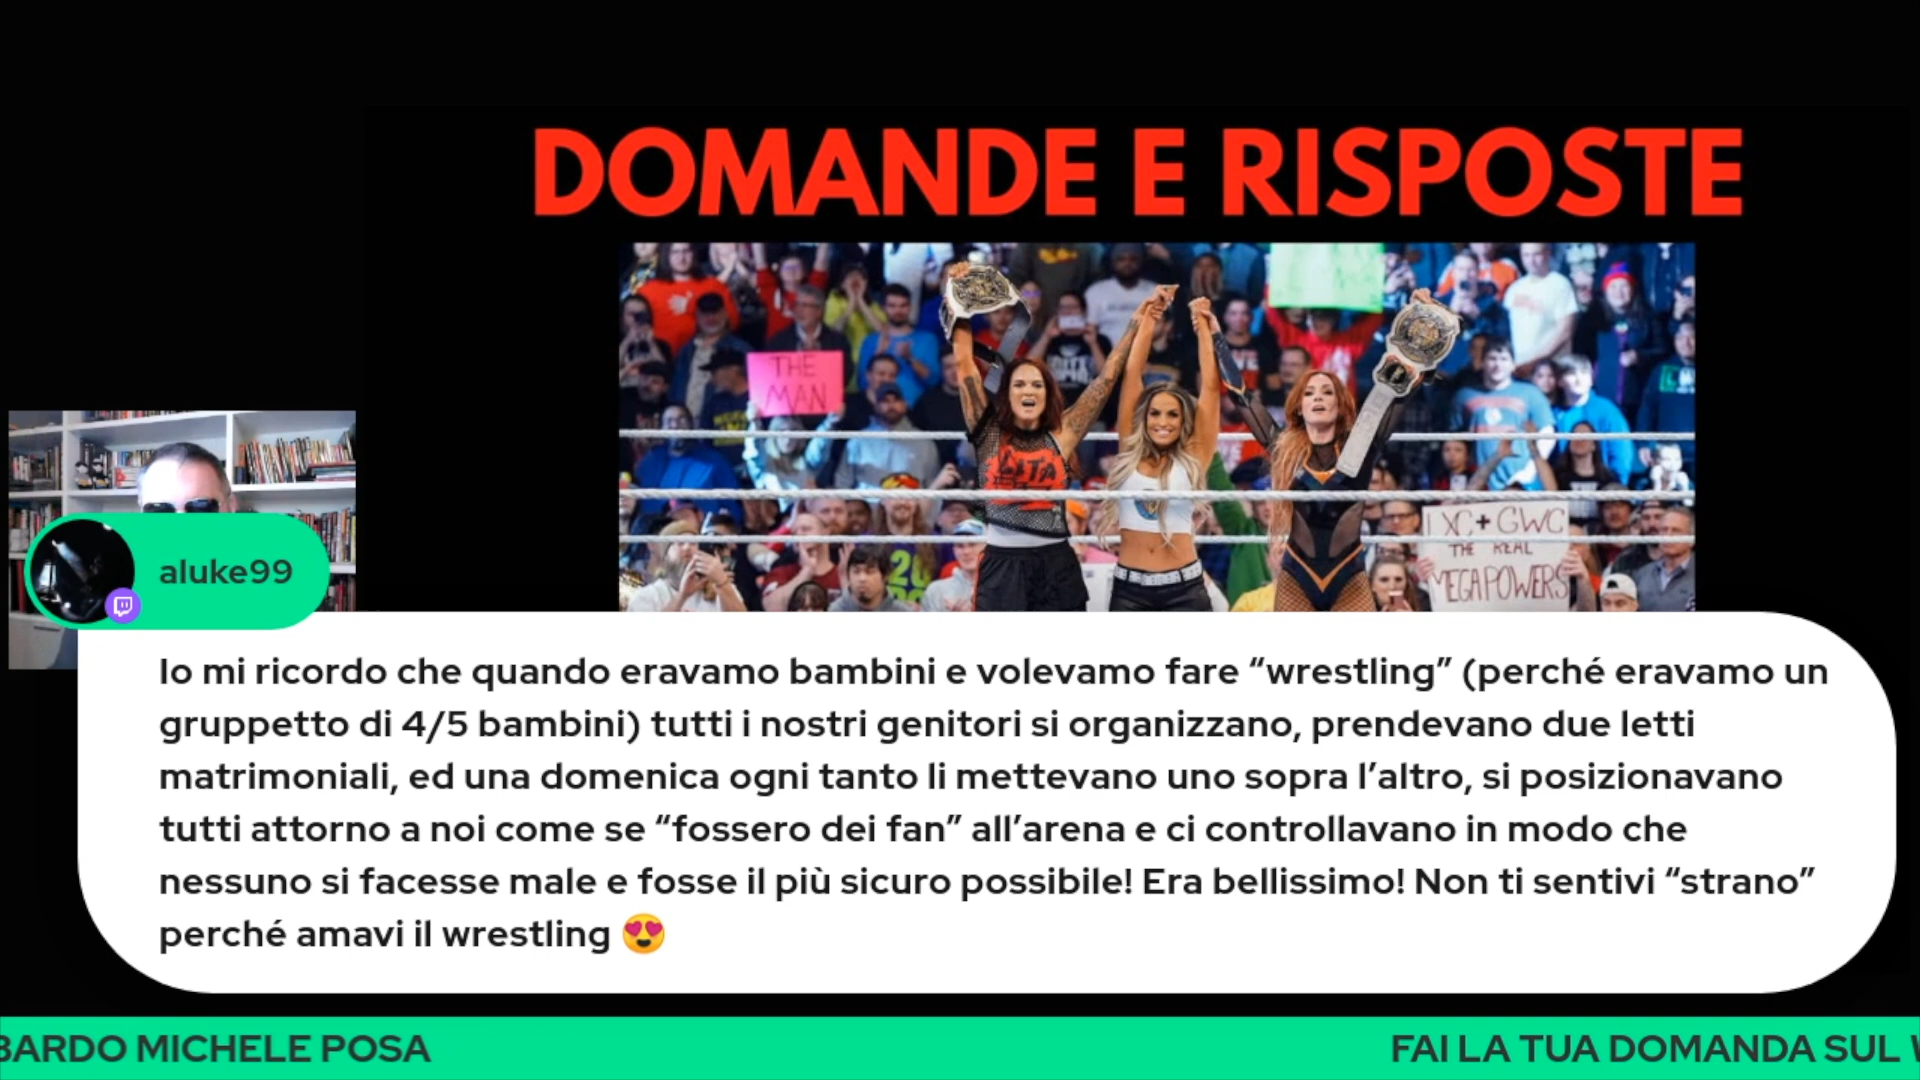 DOMANDE E RISPOSTE
THE
MAN
LITA
XC+GWC
THE REAL
MEGAPOWERS
aluke99
Io mi ricordo che quando eravamo bambini e volevamo fare “wrestling” (perché eravamo un
gruppetto di 4/5 bambini) tutti i nostri genitori si organizzano, prendevano due letti
matrimoniali, ed una domenica ogni tanto li mettevano uno sopra l’altro, si posizionavano
tutti attorno a noi come se “fossero dei fan” all’arena e ci controllavano in modo che
nessuno si facesse male e fosse il più sicuro possibile! Era bellissimo! Non ti sentivi “strano”
perché amavi il wrestling 😍
BARDO MICHELE POSA
FAI LA TUA DOMANDA SUL